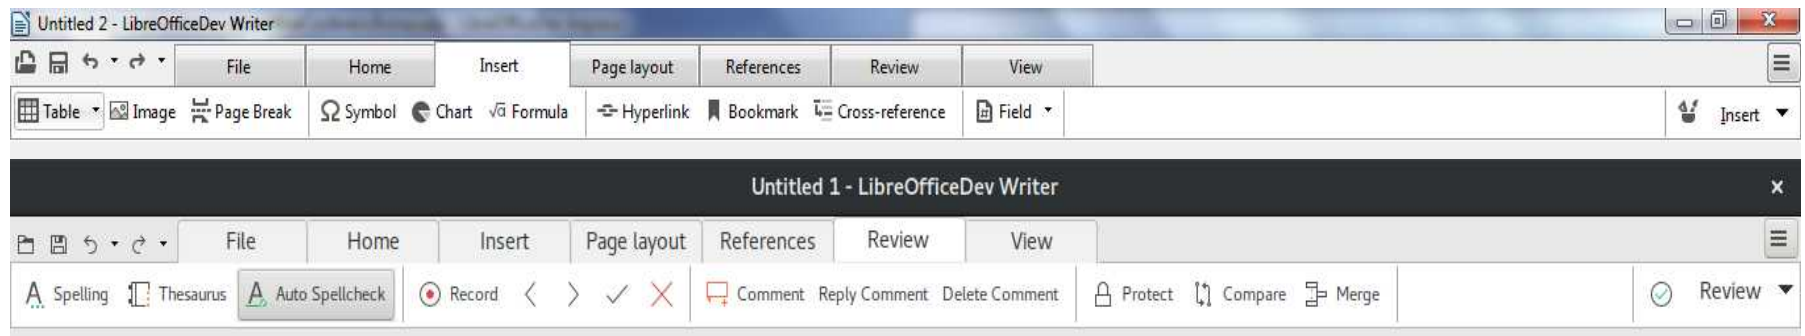 Untitled 2 - LibreOfficeDev Writer
File Home Insert Page layout References Review View
Table Image Page Break Symbol Chart Formula Hyperlink Bookmark Cross-reference Field Insert
Untitled 1 - LibreOfficeDev Writer
File Home Insert Page layout References Review View
Spelling Thesaurus Auto Spellcheck Record Comment Reply Comment Delete Comment Protect Compare Merge Review